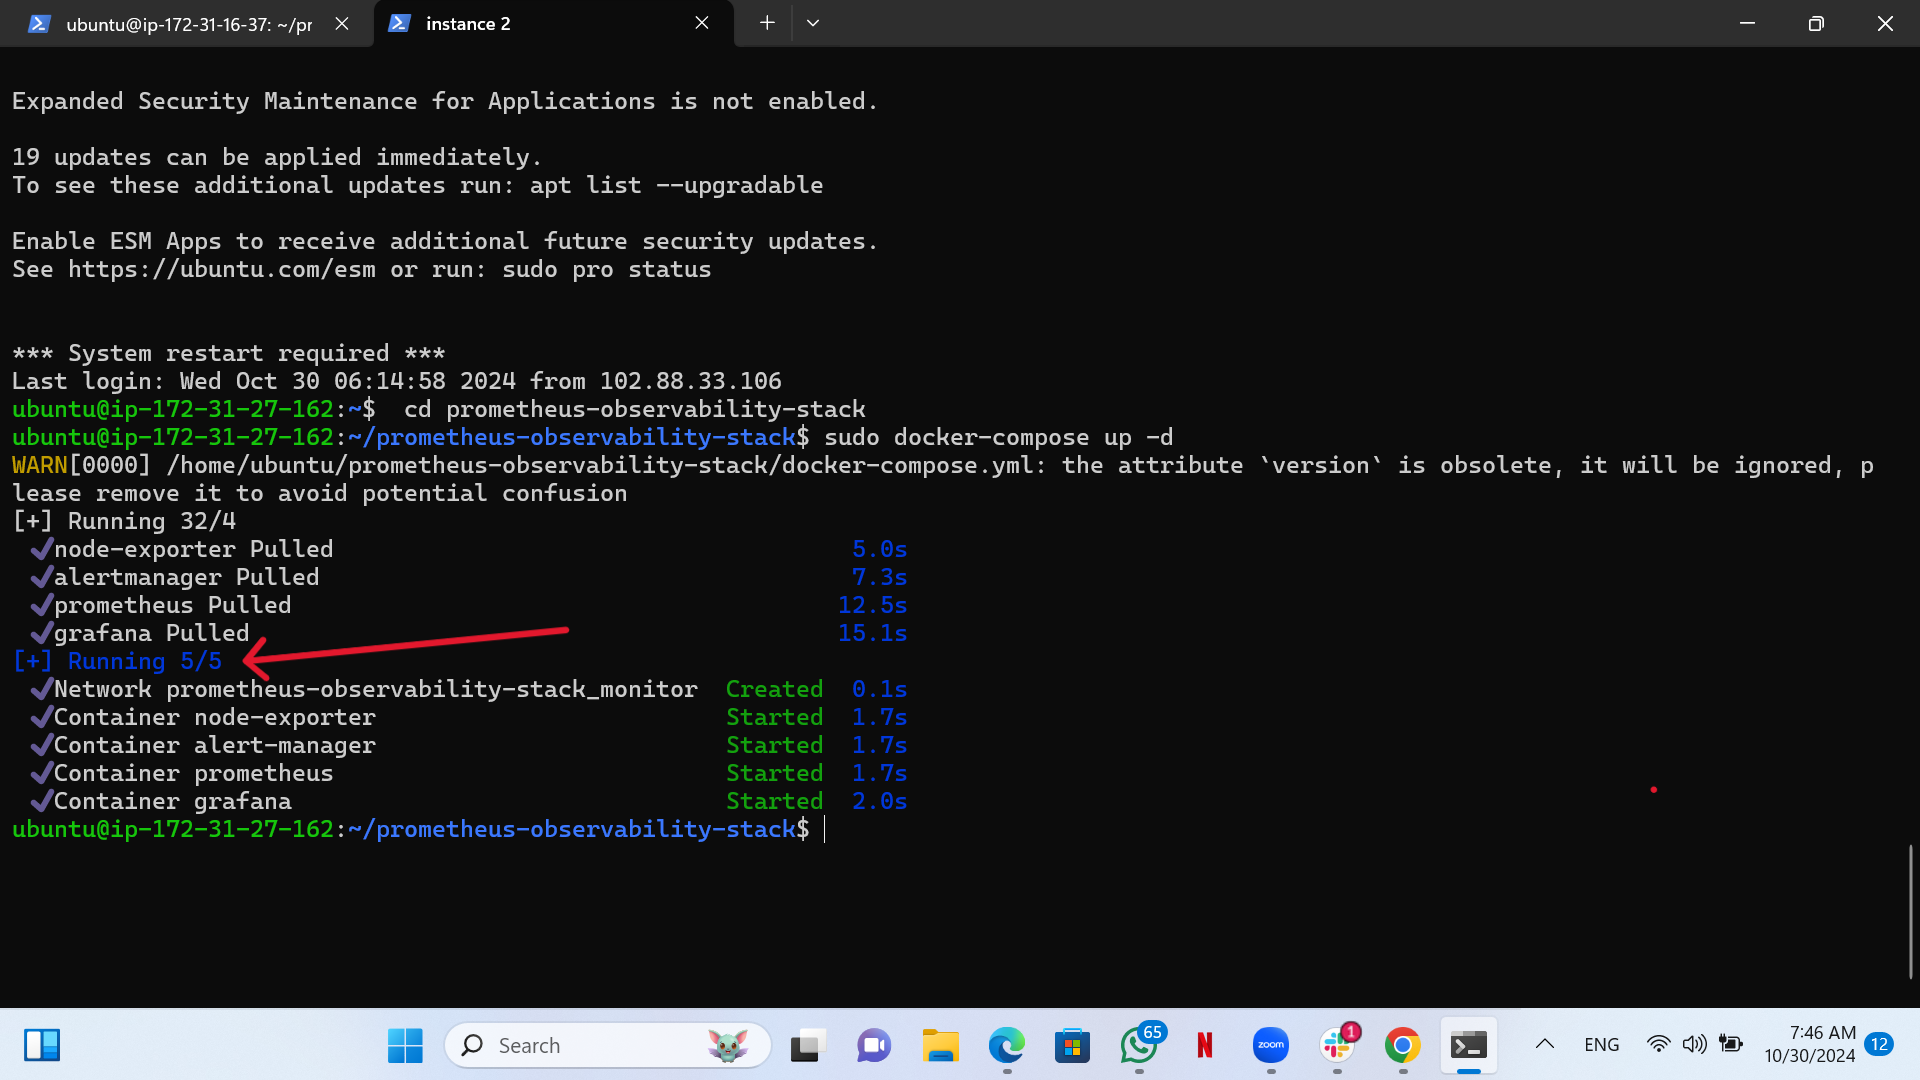 ubuntu@ip-172-31-16-37: ~/pr
instance 2
Expanded Security Maintenance for Applications is not enabled.
19 updates can be applied immediately.
To see these additional updates run: apt list --upgradable
Enable ESM Apps to receive additional future security updates.
See https://ubuntu.com/esm or run: sudo pro status
*** System restart required ***
Last login: Wed Oct 30 06:14:58 2024 from 102.88.33.106
ubuntu@ip-172-31-27-162:~$  cd prometheus-observability-stack
ubuntu@ip-172-31-27-162:~/prometheus-observability-stack$ sudo docker-compose up -d
WARN[0000] /home/ubuntu/prometheus-observability-stack/docker-compose.yml: the attribute `version` is obsolete, it will be ignored, p
lease remove it to avoid potential confusion
[+] Running 32/4
✔node-exporter Pulled 5.0s
✔alertmanager Pulled 7.3s
✔prometheus Pulled 12.5s
✔grafana Pulled 15.1s
[+] Running 5/5
✔Network prometheus-observability-stack_monitor Created 0.1s
✔Container node-exporter Started 1.7s
✔Container alert-manager Started 1.7s
✔Container prometheus Started 1.7s
✔Container grafana Started 2.0s
ubuntu@ip-172-31-27-162:~/prometheus-observability-stack$
Search
65
N
zoom
1
ENG
7:46 AM
10/30/2024
12